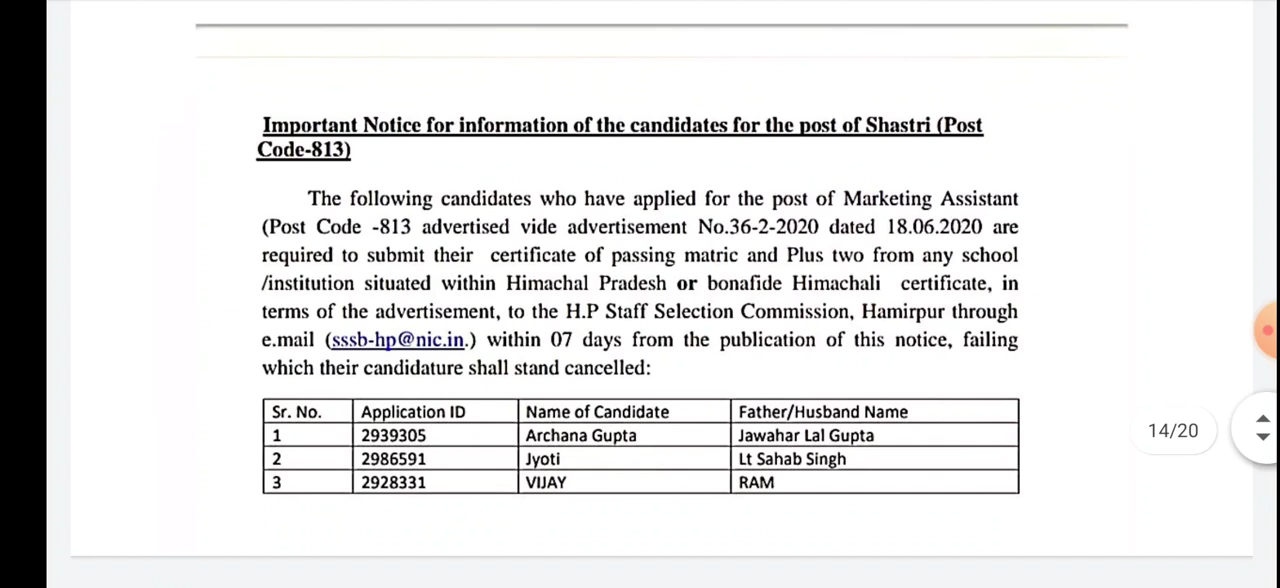 Important Notice for information of the candidates for the post of Shastri (Post
Code-813)
The following candidates who have applied for the post of Marketing Assistant
(Post Code -813 advertised vide advertisement No.36-2-2020 dated 18.06.2020 are
required to submit their certificate of passing matric and Plus two from any school
/institution situated within Himachal Pradesh or bonafide Himachali certificate, in
terms of the advertisement, to the H.P Staff Selection Commission, Hamirpur through
e.mail (sssb-hp@nic.in.) within 07 days from the publication of this notice, failing
which their candidature shall stand cancelled:
Sr. No. Application ID Name of Candidate Father/Husband Name
1 2939305 Archana Gupta Jawahar Lal Gupta
2 2986591 Jyoti Lt Sahab Singh
3 2928331 VIJAY RAM
14/20